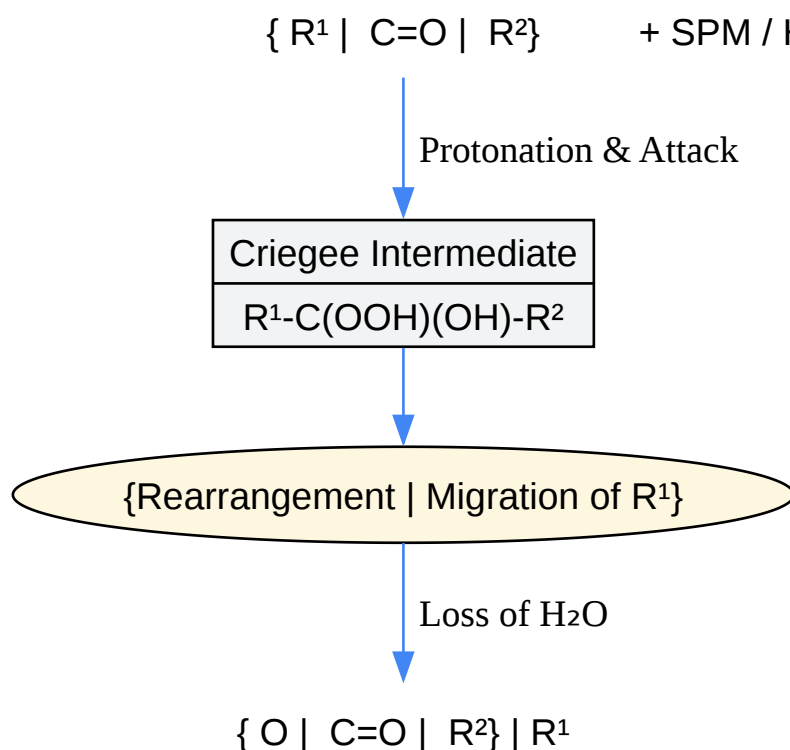 { R¹ | C=O | R²} + SPM /
Protonation & Attack
Criegee Intermediate
R¹-C(OOH)(OH)-R²
{Rearrangement | Migration of R¹}
Loss of H₂O
{ O | C=O | R²} | R¹